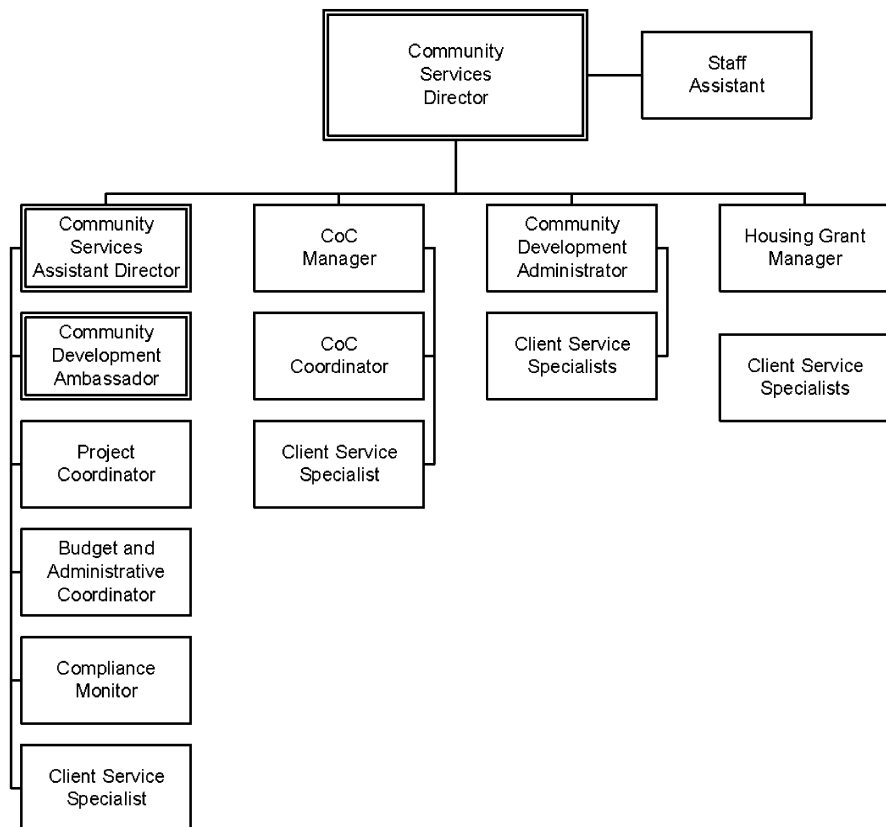 Community
Services
Director
Staff
Assistant
Community
Services
Assistant Director
CoC
Manager
Community
Development
Administrator
Housing Grant
Manager
Community
Development
Ambassador
CoC
Coordinator
Client Service
Specialists
Client Service
Specialists
Project
Coordinator
Client Service
Specialist
Budget and
Administrative
Coordinator
Compliance
Monitor
Client Service
Specialist